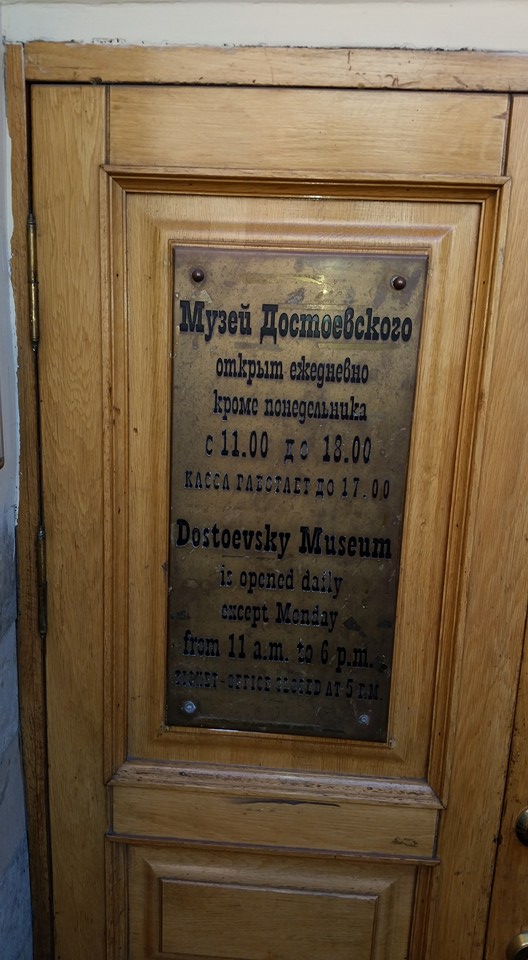 Музей Достоевского
открыт ежедневно
кроме понедельника
с 11.00 до 18.00
КАССА РАБОТАЕТ ДО 17.00
Dostoevsky Museum
is opened daily
except Monday
from 11 a.m. to 6 p.m.
TICKET-OFFICE CLOSED AT 5 P.M.